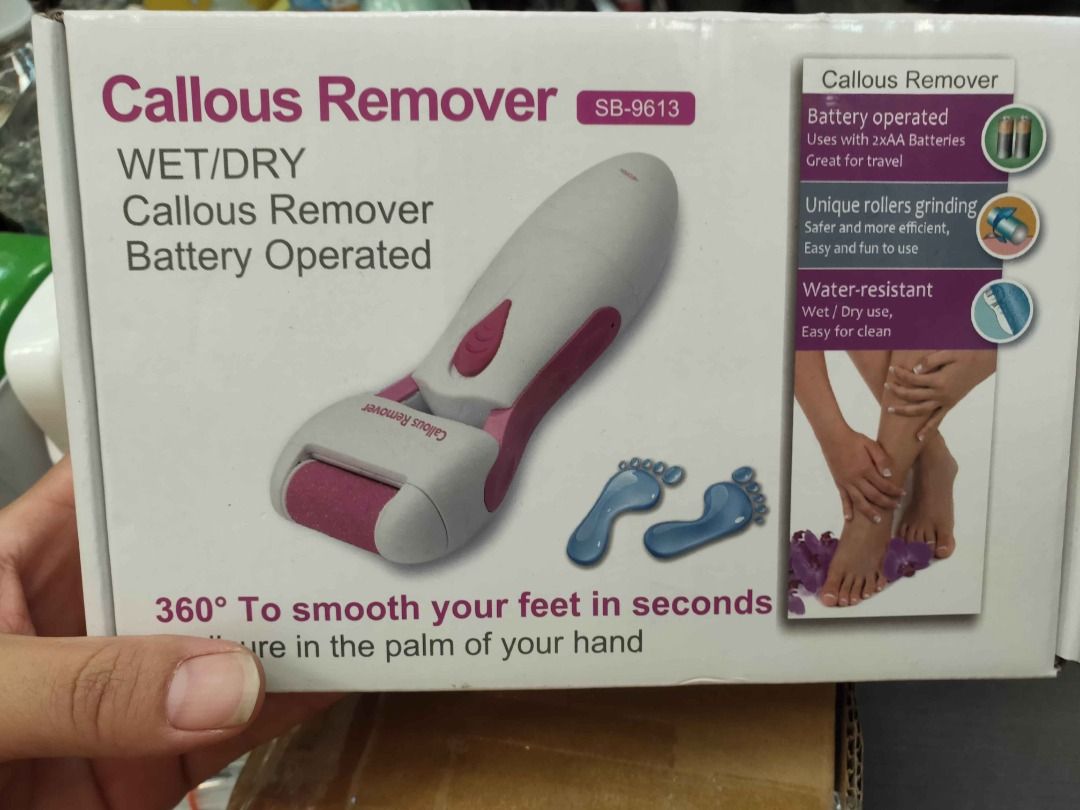 Callous Remover SB-9613
WET/DRY
Callous Remover
Battery Operated
Callous Remover
360° To smooth your feet in seconds
in the palm of your hand
Callous Remover
Battery operated
Uses with 2xAA Batteries
Great for travel
Unique rollers grinding
Safer and more efficient,
Easy and fun to use
Water-resistant
Wet / Dry use,
Easy for clean